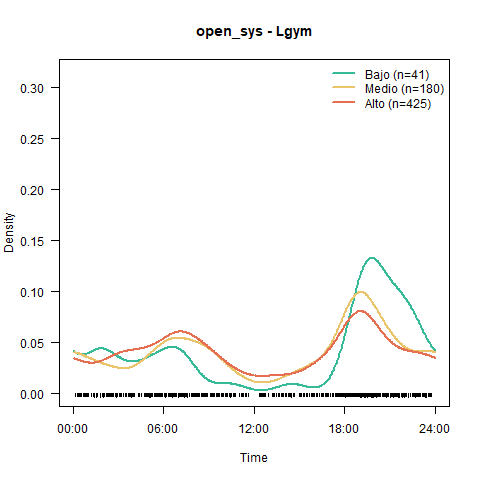 open_sys - Lgym
Bajo (n=41)
Medio (n=180)
Alto (n=425)
Density
0.30
0.25
0.20
0.15
0.10
0.05
0.00
00:00 06:00 12:00 18:00 24:00
Time